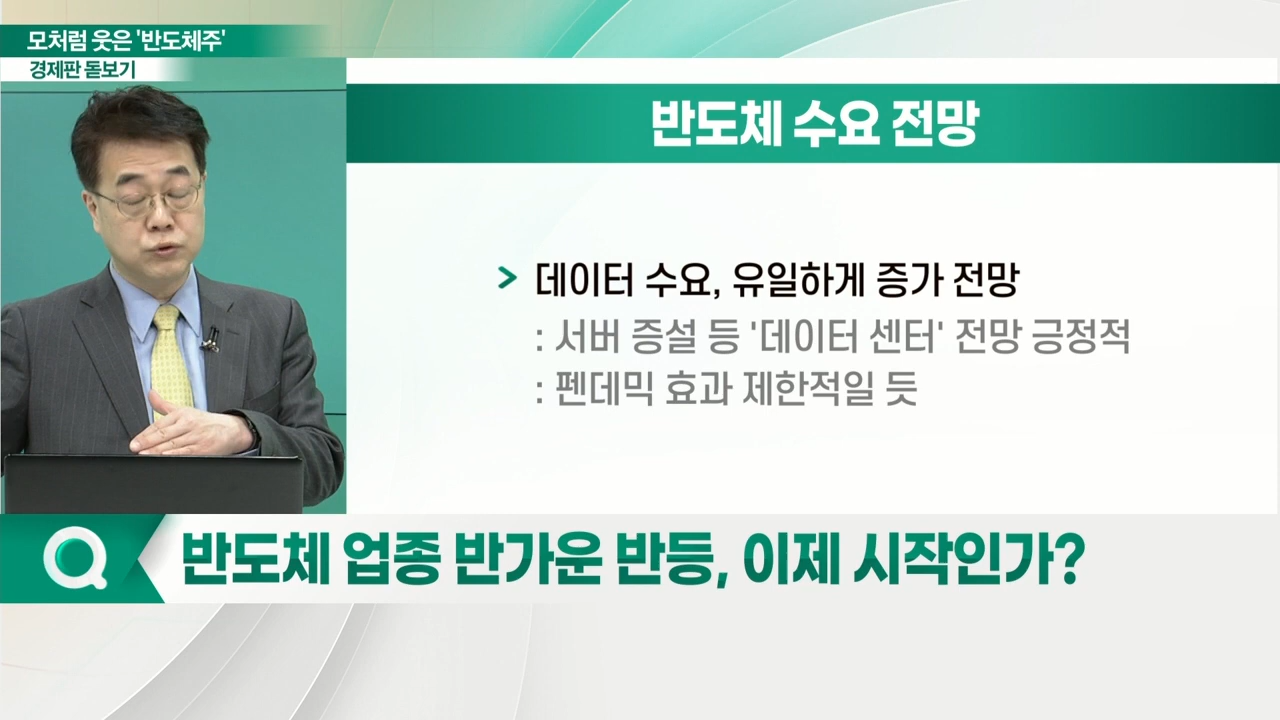 모처럼 웃은 '반도체주'
경제판 돋보기
반도체 수요 전망
> 데이터 수요, 유일하게 증가 전망
: 서버 증설 등 '데이터 센터' 전망 긍정적
: 펜데믹 효과 제한적일 듯
Q 반도체 업종 반가운 반등, 이제 시작인가?